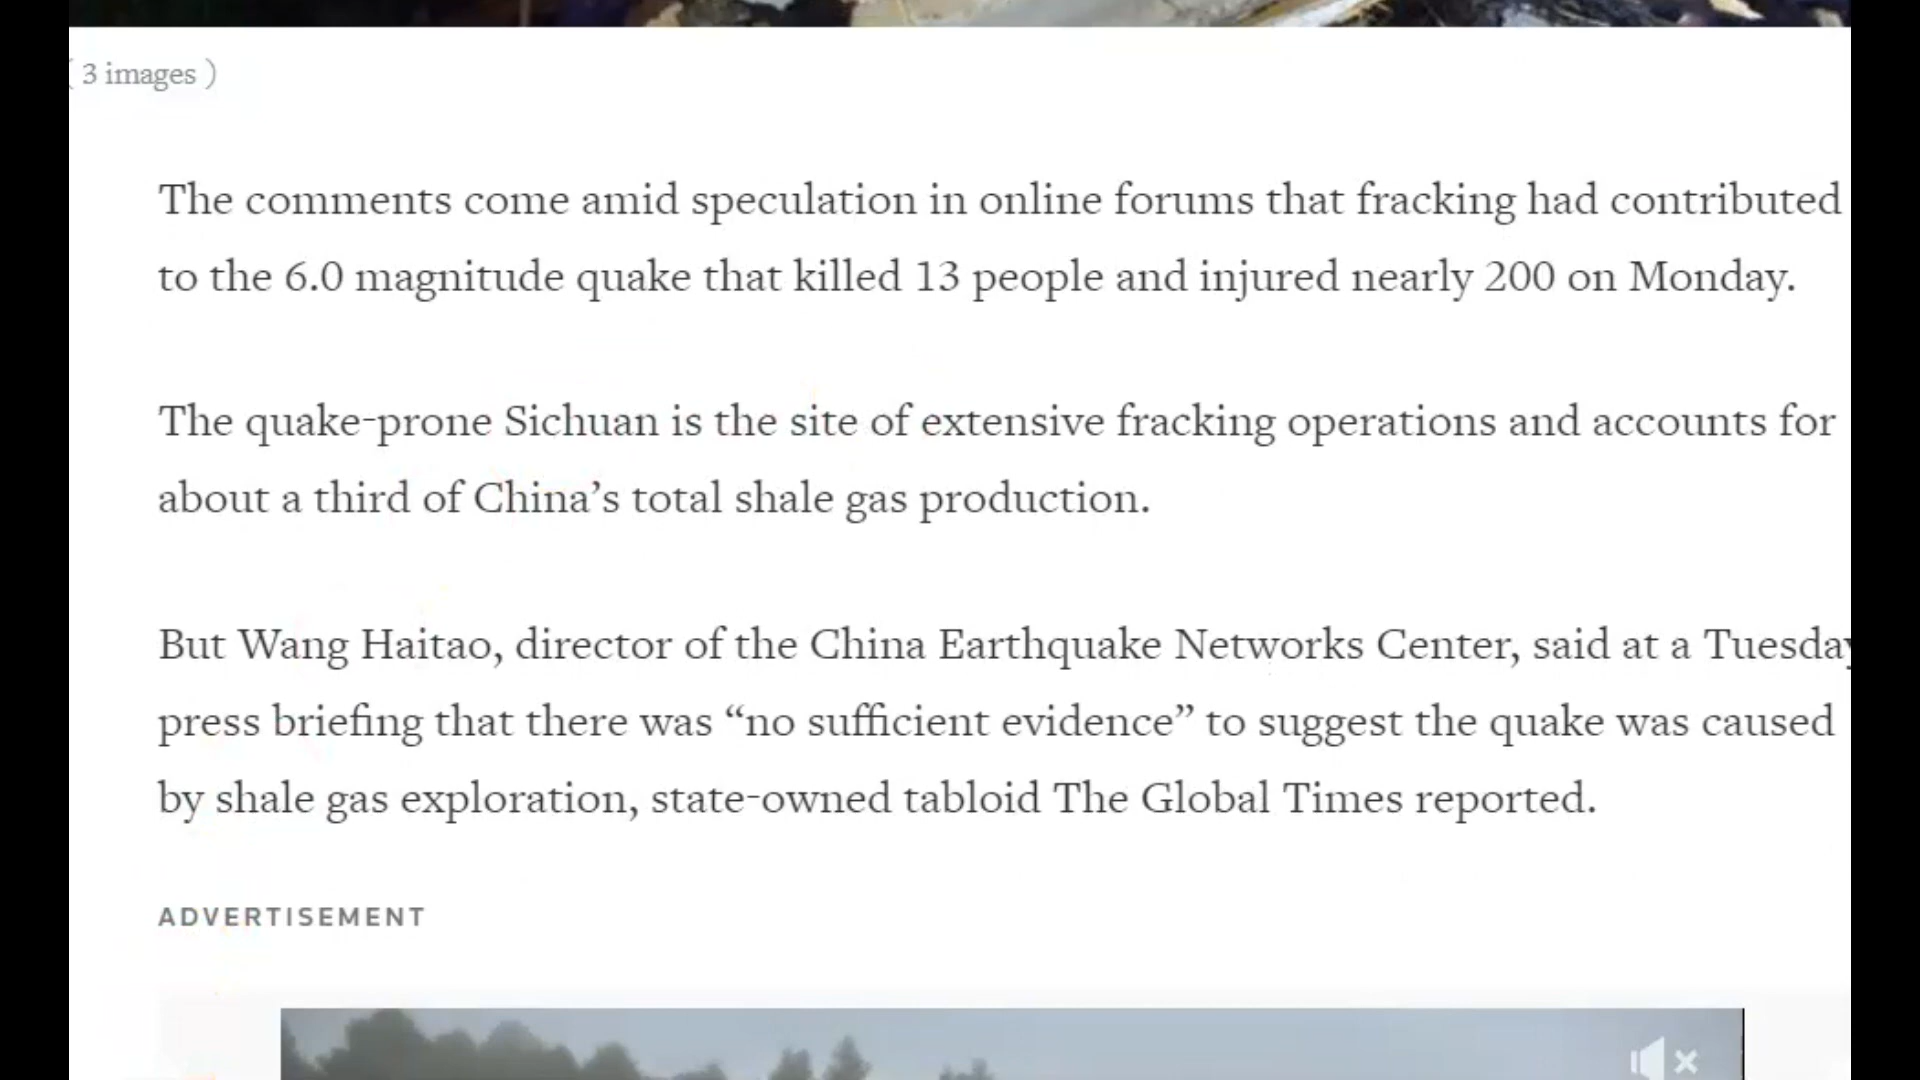 ( 3 images )
The comments come amid speculation in online forums that fracking had contributed
to the 6.0 magnitude quake that killed 13 people and injured nearly 200 on Monday.
The quake-prone Sichuan is the site of extensive fracking operations and accounts for
about a third of China’s total shale gas production.
But Wang Haitao, director of the China Earthquake Networks Center, said at a Tuesday
press briefing that there was “no sufficient evidence” to suggest the quake was caused
by shale gas exploration, state-owned tabloid The Global Times reported.
ADVERTISEMENT